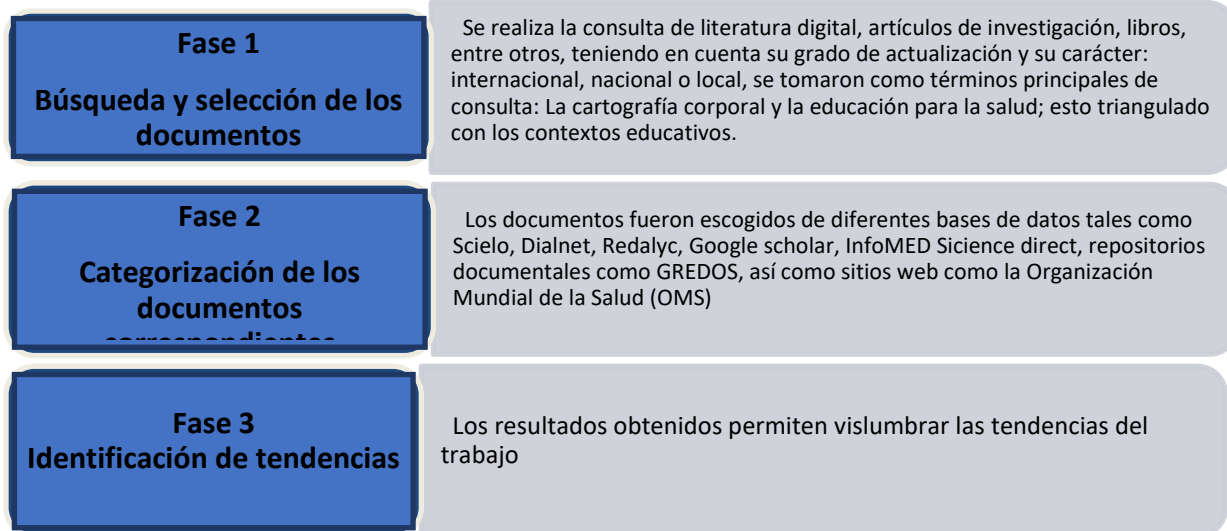 Fase 1
Búsqueda y selección de los
documentos
Se realiza la consulta de literatura digital, artículos de investigación, libros,
entre otros, teniendo en cuenta su grado de actualización y su carácter:
internacional, nacional o local, se tomaron como términos principales de
consulta: La cartografía corporal y la educación para la salud; esto triangulado
con los contextos educativos.
Fase 2
Categorización de los
documentos
correspondientes
Los documentos fueron escogidos de diferentes bases de datos tales como
Scielo, Dialnet, Redalyc, Google scholar, InfoMED Sicience direct, repositorios
documentales como GREDOS, así como sitios web como la Organización
Mundial de la Salud (OMS)
Fase 3
Identificación de tendencias
Los resultados obtenidos permiten vislumbrar las tendencias del
trabajo